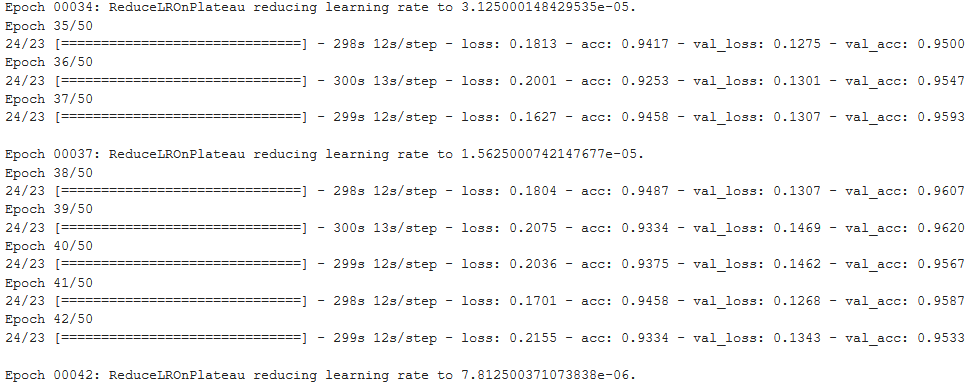 Epoch 00034: ReduceLROnPlateau reducing learning rate to 3.125000148429535e-05.
Epoch 35/50
24/23 [==============================] - 298s 12s/step - loss: 0.1813 - acc: 0.9417 - val_loss: 0.1275 - val_acc: 0.9500
Epoch 36/50
24/23 [==============================] - 300s 13s/step - loss: 0.2001 - acc: 0.9253 - val_loss: 0.1301 - val_acc: 0.9547
Epoch 37/50
24/23 [==============================] - 299s 12s/step - loss: 0.1627 - acc: 0.9458 - val_loss: 0.1307 - val_acc: 0.9593
Epoch 00037: ReduceLROnPlateau reducing learning rate to 1.5625000742147677e-05.
Epoch 38/50
24/23 [==============================] - 298s 12s/step - loss: 0.1804 - acc: 0.9487 - val_loss: 0.1307 - val_acc: 0.9607
Epoch 39/50
24/23 [==============================] - 300s 13s/step - loss: 0.2075 - acc: 0.9334 - val_loss: 0.1469 - val_acc: 0.9620
Epoch 40/50
24/23 [==============================] - 299s 12s/step - loss: 0.2036 - acc: 0.9375 - val_loss: 0.1462 - val_acc: 0.9567
Epoch 41/50
24/23 [==============================] - 298s 12s/step - loss: 0.1701 - acc: 0.9458 - val_loss: 0.1268 - val_acc: 0.9587
Epoch 42/50
24/23 [==============================] - 299s 12s/step - loss: 0.2155 - acc: 0.9334 - val_loss: 0.1343 - val_acc: 0.9533
Epoch 00042: ReduceLROnPlateau reducing learning rate to 7.812500371073838e-06.